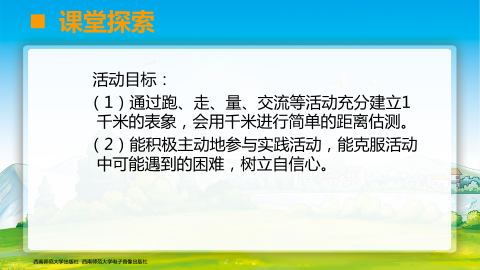 课堂探索
活动目标：
（1）通过跑、走、量、交流等活动充分建立1
千米的表象，会用千米进行简单的距离估测。
（2）能积极主动地参与实践活动，能克服活动
中可能遇到的困难，树立自信心。
西南师范大学出版社 西南师范大学电子音像出版社